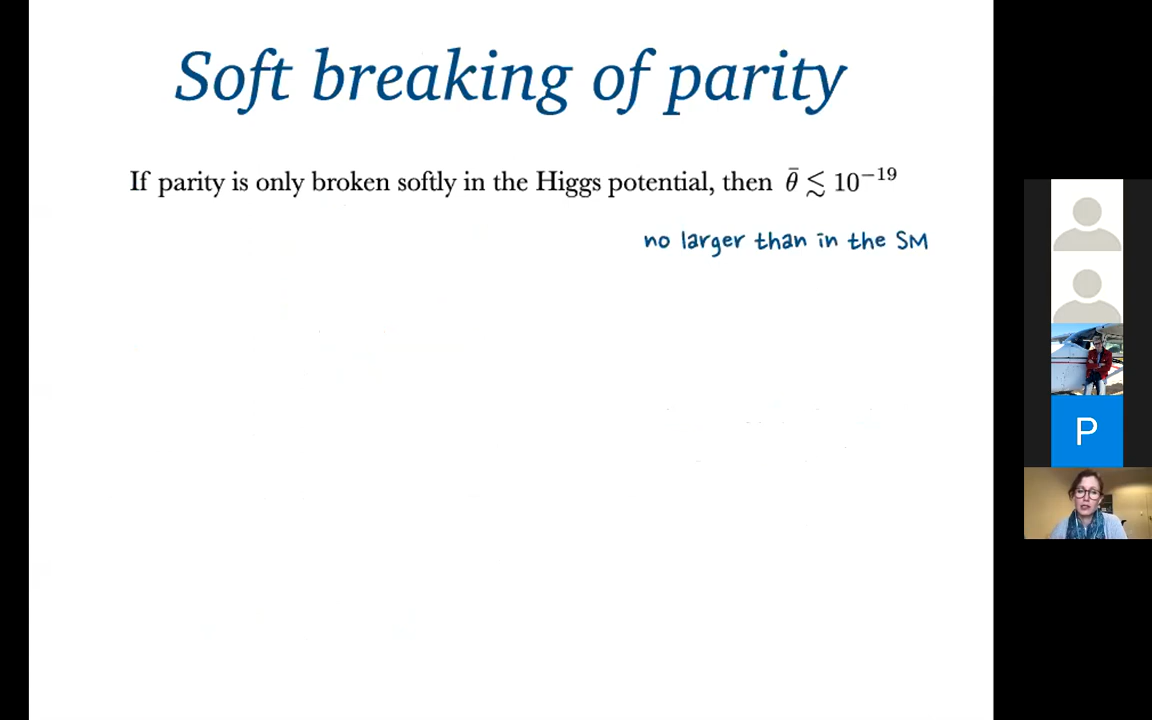 Soft breaking of parity
If parity is only broken softly in the Higgs potential, then θ̄ ≲ 10⁻¹⁹
no larger than in the SM
P